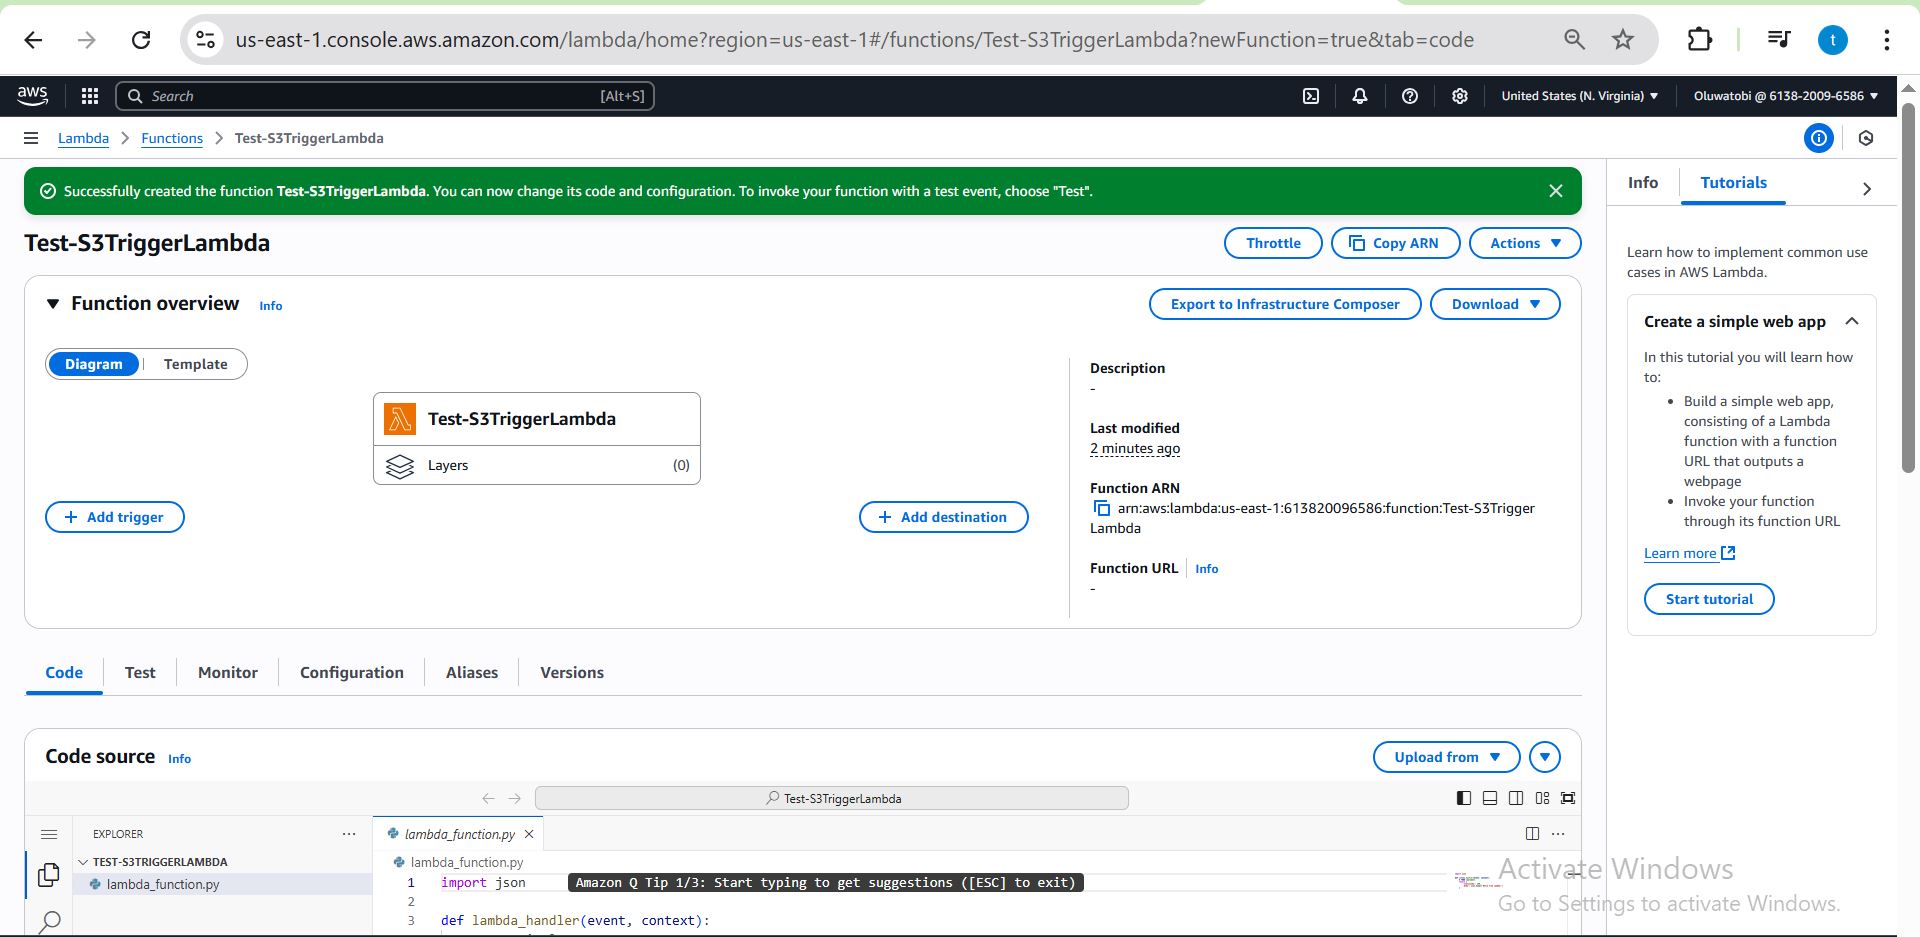 us-east-1.console.aws.amazon.com/lambda/home?region=us-east-1#/functions/Test-S3TriggerLambda?newFunction=true&tab=code
t
aws
Search
[Alt+S]
United States (N. Virginia)
Oluwatobi @ 6138-2009-6586
Lambda
Functions
Test-S3TriggerLambda
Successfully created the function Test-S3TriggerLambda. You can now change its code and configuration. To invoke your function with a test event, choose "Test".
Test-S3TriggerLambda
Throttle
Copy ARN
Actions
Function overview
Info
Export to Infrastructure Composer
Download
Diagram
Template
Test-S3TriggerLambda
Layers
(0)
+ Add trigger
+ Add destination
Description
-
Last modified
2 minutes ago
Function ARN
arn:aws:lambda:us-east-1:613820096586:function:Test-S3Trigger
Lambda
Function URL
Info
-
Info
Tutorials
Learn how to implement common use
cases in AWS Lambda.
Create a simple web app
In this tutorial you will learn how
to:
• Build a simple web app,
consisting of a Lambda
function with a function
URL that outputs a
webpage
• Invoke your function
through its function URL
Learn more
Start tutorial
Code
Test
Monitor
Configuration
Aliases
Versions
Code source
Info
Upload from
Test-S3TriggerLambda
EXPLORER
TEST-S3TRIGGERLAMBDA
lambda_function.py
lambda_function.py
lambda_function.py
1 import json
Amazon Q Tip 1/3: Start typing to get suggestions ([ESC] to exit)
2
3 def lambda_handler(event, context):
Activate Windows
Go to Settings to activate Windows.